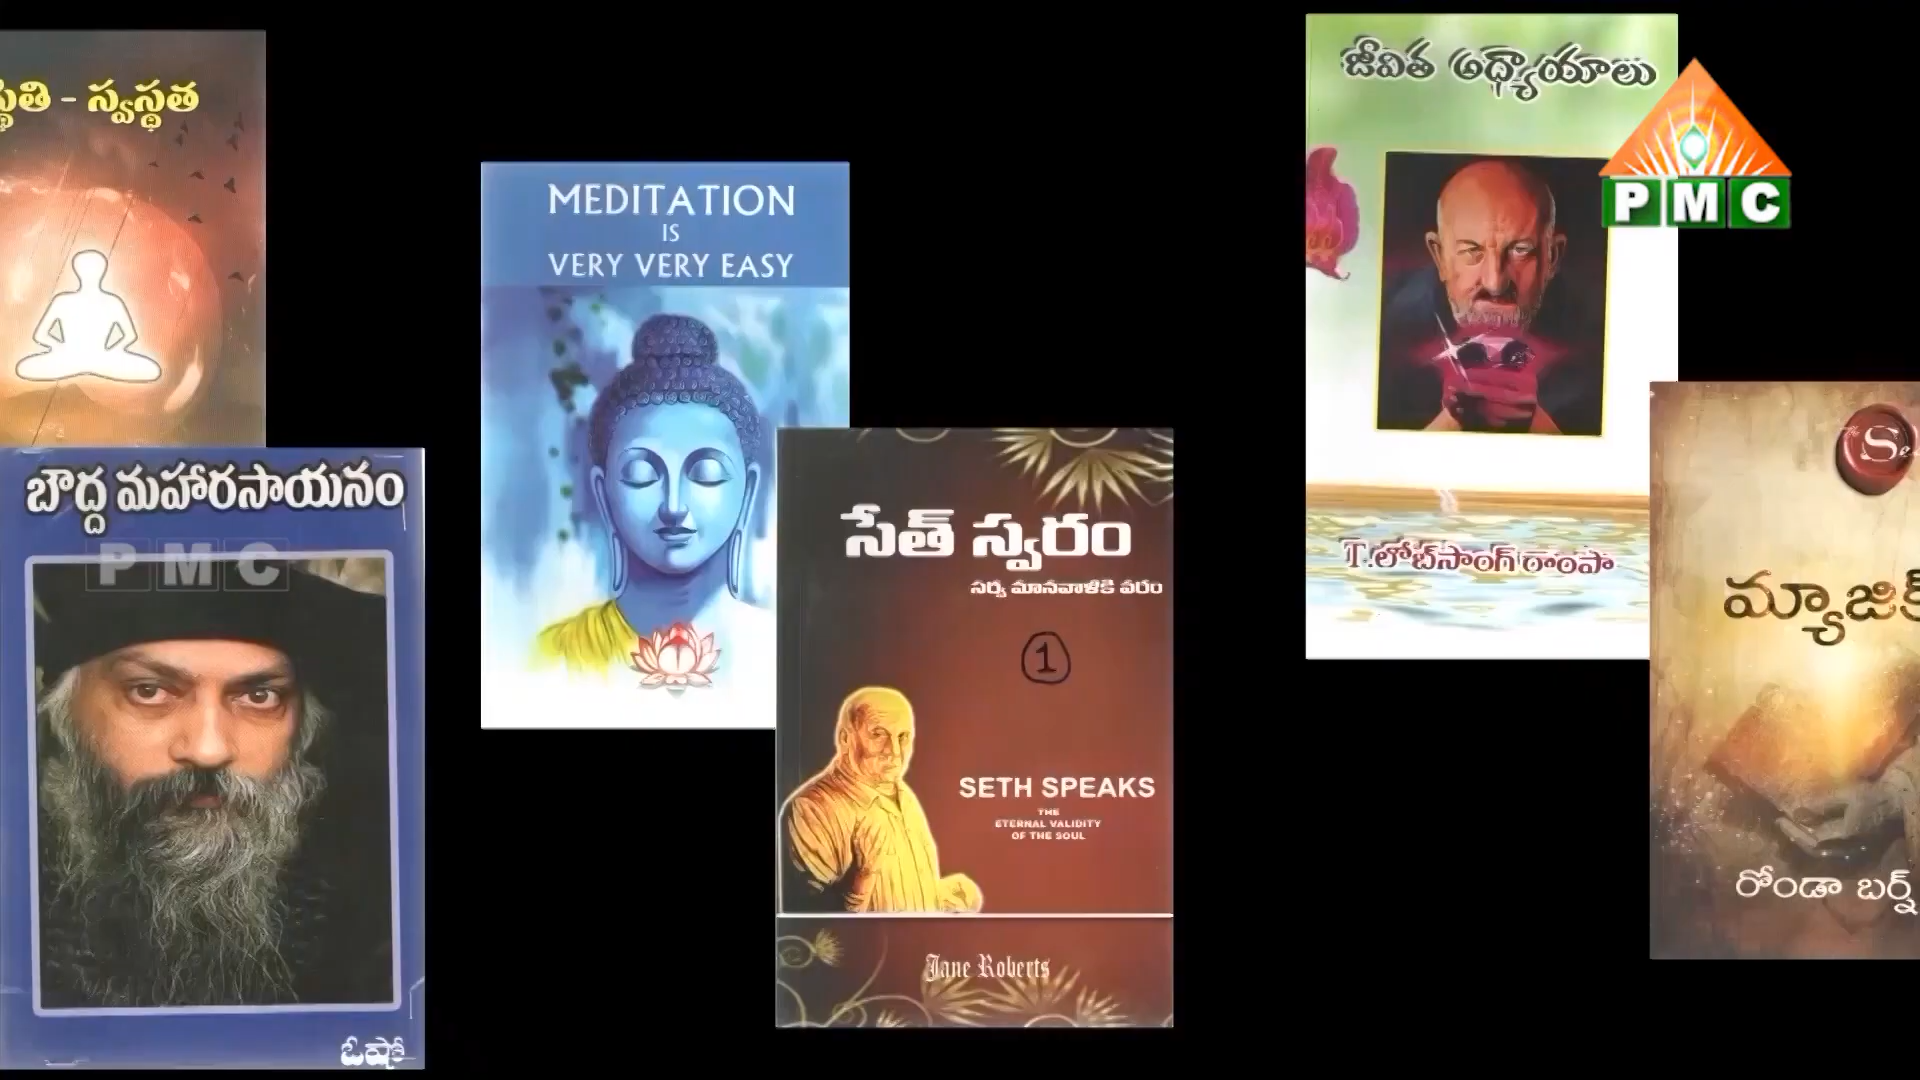 స్థితి - స్వస్థత
బౌద్ధ మహారసాయనం
PMC
ఓషో
MEDITATION
IS
VERY VERY EASY
సేత్ స్వరం
సర్వ మానవాళికి వరం
1
SETH SPEAKS
THE
ETERNAL VALIDITY
OF THE SOUL
Jane Roberts
జీవిత అధ్యాయాలు
T.లోబ్‌సాంగ్ రాంపా
PMC
మ్యాజిక్
రోండా బర్న్